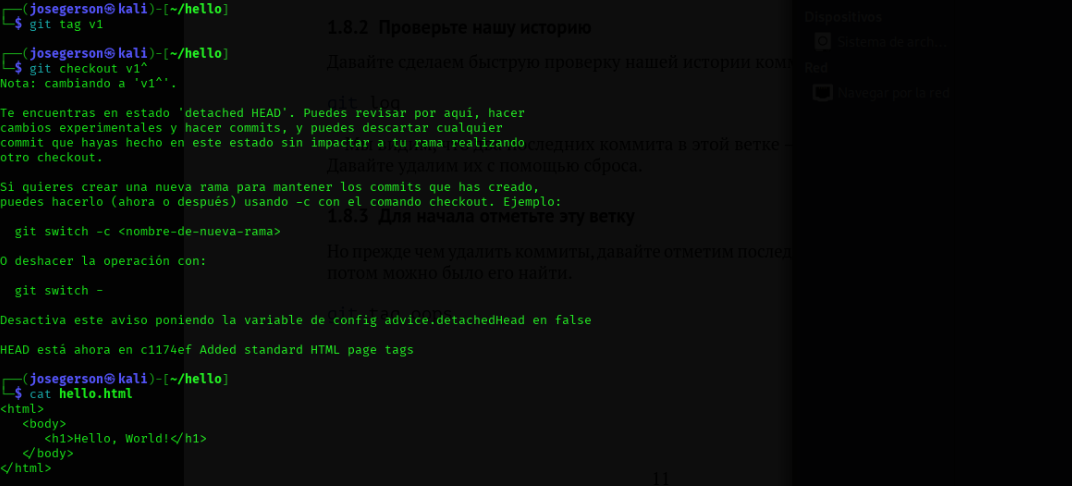 ┌──(josegerson㉿kali)-[~/hello]
└─$ git tag v1
┌──(josegerson㉿kali)-[~/hello]
└─$ git checkout v1^
Nota: cambiando a 'v1^'.
Te encuentras en estado 'detached HEAD'. Puedes revisar por aquí, hacer
cambios experimentales y hacer commits, y puedes descartar cualquier
commit que hayas hecho en este estado sin impactar a tu rama realizando
otro checkout.
Si quieres crear una nueva rama para mantener los commits que has creado,
puedes hacerlo (ahora o después) usando -c con el comando checkout. Ejemplo:
git switch -c <nombre-de-nueva-rama>
O deshacer la operación con:
git switch -
Desactiva este aviso poniendo la variable de config advice.detachedHead en false
HEAD está ahora en c1174ef Added standard HTML page tags
┌──(josegerson㉿kali)-[~/hello]
└─$ cat hello.html
<html>
<body>
<h1>Hello, World!</h1>
</body>
</html>
1.8.2 Проверьте нашу историю
Давайте сделаем быструю проверку нашей истории
git log
последних коммита в этой ветке –
Давайте удалим их с помощью сброса.
1.8.3 Для начала отметьте эту ветку
Но прежде чем удалить коммиты, давайте отметим
потом можно было его найти.
git tag
11
Dispositivos
Sistema de arch...
Red
Navegar por la red